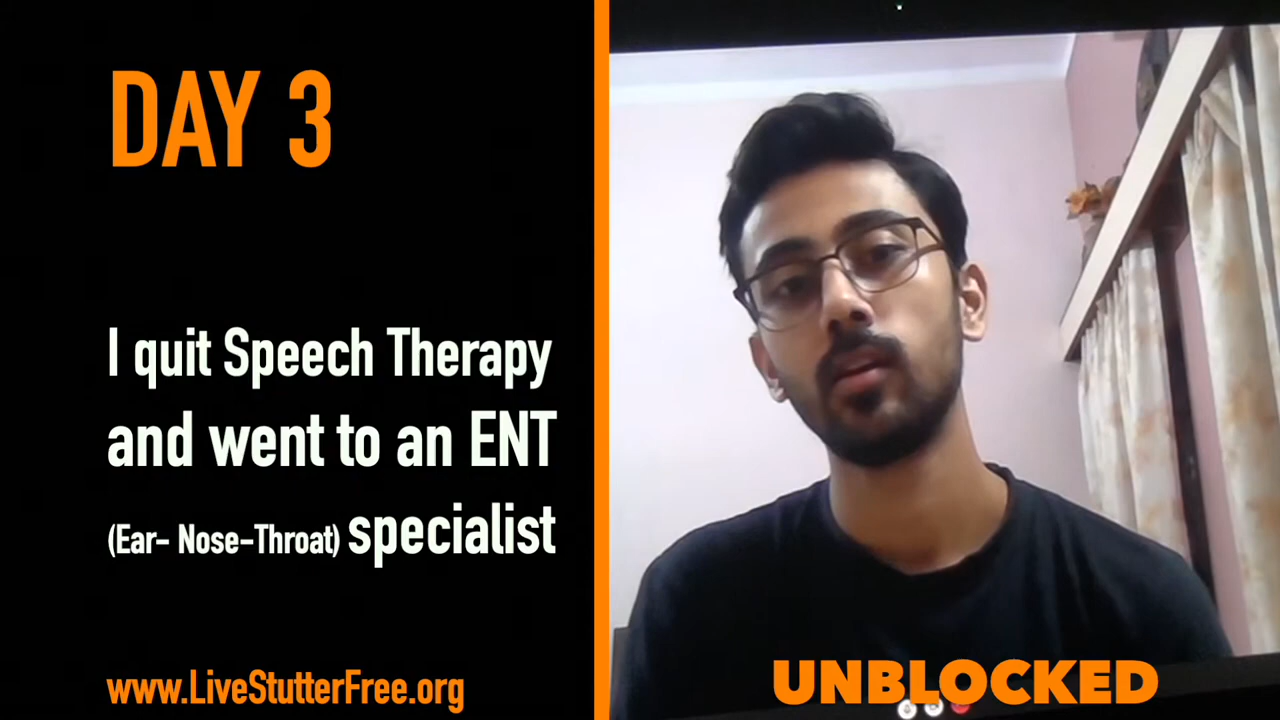 DAY 3
I quit Speech Therapy
and went to an ENT
(Ear- Nose-Throat) specialist
www.LiveStutterFree.org
UNBLOCKED